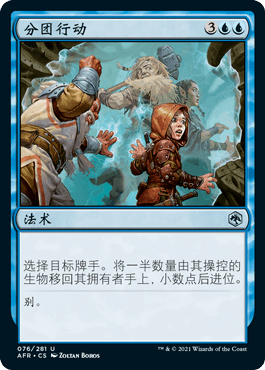 分团行动 3
法术
选择目标牌手。将一半数量由其操控的
生物移回其拥有者手上，小数点后进位。
别。
076/281 U
AFR • CS ZOLTAN BOROS
™ & © 2021 Wizards of the Coast